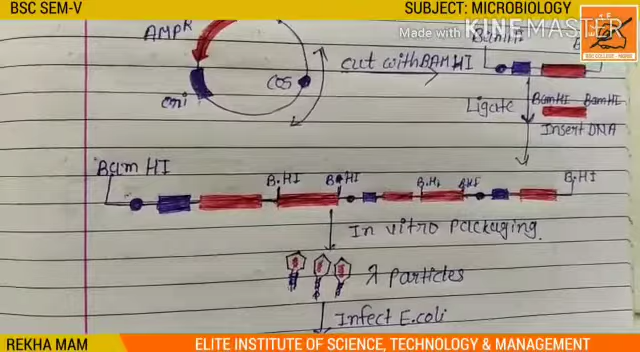 BSC SEM-V
SUBJECT: MICROBIOLOGY
Made with KINEMASTER
AMPR
BamHI
cos
cut with BAMHI
ori
Ligate
BamHI BamHI
Insert DNA
Bam HI
B.HI
B.HI
B.HI
B.HI
B.HI
In vitro packaging.
λ particles
Infect E.coli
REKHA MAM
ELITE INSTITUTE OF SCIENCE, TECHNOLOGY & MANAGEMENT